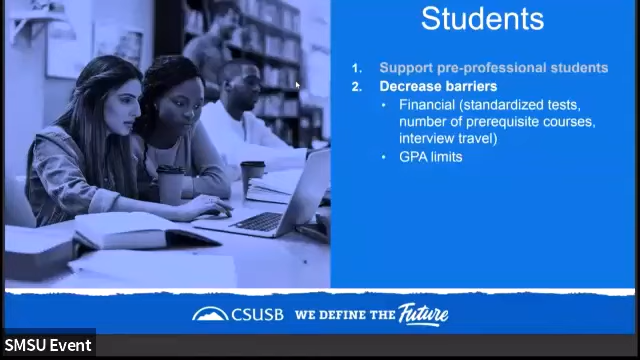 Students
1. Support pre-professional students
2. Decrease barriers
• Financial (standardized tests,
number of prerequisite courses,
interview travel)
• GPA limits
CSUSB WE DEFINE THE Future
SMSU Event